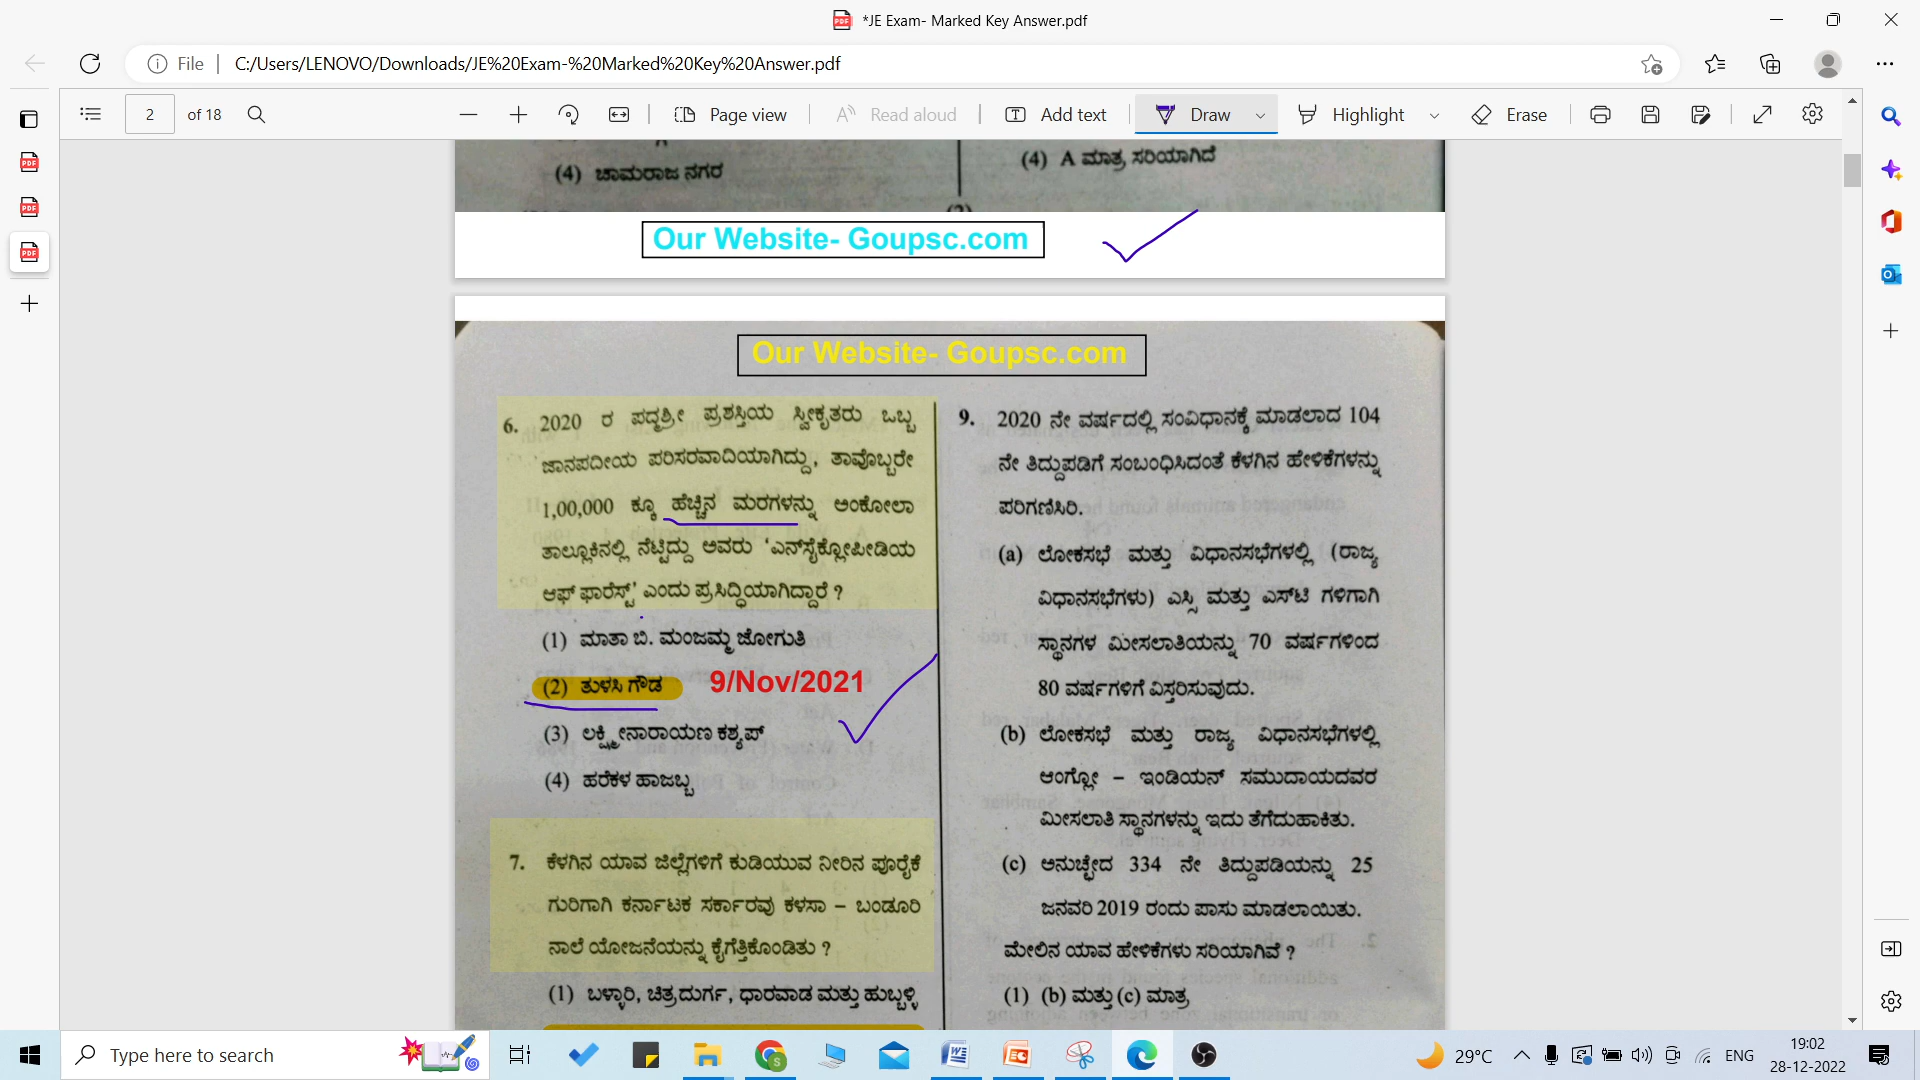 *JE Exam- Marked Key Answer.pdf
File
C:/Users/LENOVO/Downloads/JE%20Exam-%20Marked%20Key%20Answer.pdf
2 of 18
Page view
Read aloud
Add text
Draw
Highlight
Erase
(4) ಚಾಮರಾಜ ನಗರ
(4) A ಮಾತ್ರ ಸರಿಯಾಗಿದೆ
Our Website- Goupsc.com
Our Website- Goupsc.com
6. 2020 ರ ಪದ್ಮಶ್ರೀ ಪ್ರಶಸ್ತಿಯ ಸ್ವೀಕೃತರು ಒಬ್ಬ
ಜಾನಪದೀಯ ಪರಿಸರವಾದಿಯಾಗಿದ್ದು, ತಾವೊಬ್ಬರೇ
1,00,000 ಕ್ಕೂ ಹೆಚ್ಚಿನ ಮರಗಳನ್ನು ಅಂಕೋಲಾ
ತಾಲ್ಲೂಕಿನಲ್ಲಿ ನೆಟ್ಟಿದ್ದು ಅವರು 'ಎನ್‌ಸೈಕ್ಲೋಪೀಡಿಯ
ಆಫ್ ಫಾರೆಸ್ಟ್' ಎಂದು ಪ್ರಸಿದ್ಧಿಯಾಗಿದ್ದಾರೆ ?
(1) ಮಾತಾ ಬಿ. ಮಂಜಮ್ಮ ಜೋಗುತಿ
(2) ತುಳಸಿ ಗೌಡ 9/Nov/2021
(3) ಲಕ್ಷ್ಮೀನಾರಾಯಣ ಕಶ್ಯಪ್
(4) ಹರೆಕಳ ಹಾಜಬ್ಬ
7. ಕೆಳಗಿನ ಯಾವ ಜಿಲ್ಲೆಗಳಿಗೆ ಕುಡಿಯುವ ನೀರಿನ ಪೂರೈಕೆ
ಗುರಿಗಾಗಿ ಕರ್ನಾಟಕ ಸರ್ಕಾರವು ಕಳಸಾ – ಬಂಡೂರಿ
ನಾಲೆ ಯೋಜನೆಯನ್ನು ಕೈಗೆತ್ತಿಕೊಂಡಿತು ?
(1) ಬಳ್ಳಾರಿ, ಚಿತ್ರದುರ್ಗ, ಧಾರವಾಡ ಮತ್ತು ಹುಬ್ಬಳ್ಳಿ
9. 2020 ನೇ ವರ್ಷದಲ್ಲಿ ಸಂವಿಧಾನಕ್ಕೆ ಮಾಡಲಾದ 104
ನೇ ತಿದ್ದುಪಡಿಗೆ ಸಂಬಂಧಿಸಿದಂತೆ ಕೆಳಗಿನ ಹೇಳಿಕೆಗಳನ್ನು
ಪರಿಗಣಿಸಿರಿ.
(a) ಲೋಕಸಭೆ ಮತ್ತು ವಿಧಾನಸಭೆಗಳಲ್ಲಿ (ರಾಜ್ಯ
ವಿಧಾನಸಭೆಗಳು) ಎಸ್ಸಿ ಮತ್ತು ಎಸ್‌ಟಿ ಗಳಿಗಾಗಿ
ಸ್ಥಾನಗಳ ಮೀಸಲಾತಿಯನ್ನು 70 ವರ್ಷಗಳಿಂದ
80 ವರ್ಷಗಳಿಗೆ ವಿಸ್ತರಿಸುವುದು.
(b) ಲೋಕಸಭೆ ಮತ್ತು ರಾಜ್ಯ ವಿಧಾನಸಭೆಗಳಲ್ಲಿ
ಆಂಗ್ಲೋ – ಇಂಡಿಯನ್ ಸಮುದಾಯದವರ
ಮೀಸಲಾತಿ ಸ್ಥಾನಗಳನ್ನು ಇದು ತೆಗೆದುಹಾಕಿತು.
(c) ಅನುಚ್ಛೇದ 334 ನೇ ತಿದ್ದುಪಡಿಯನ್ನು 25
ಜನವರಿ 2019 ರಂದು ಪಾಸು ಮಾಡಲಾಯಿತು.
ಮೇಲಿನ ಯಾವ ಹೇಳಿಕೆಗಳು ಸರಿಯಾಗಿವೆ ?
(1) (b) ಮತ್ತು (c) ಮಾತ್ರ
Type here to search
29°C
ENG
19:02
28-12-2022